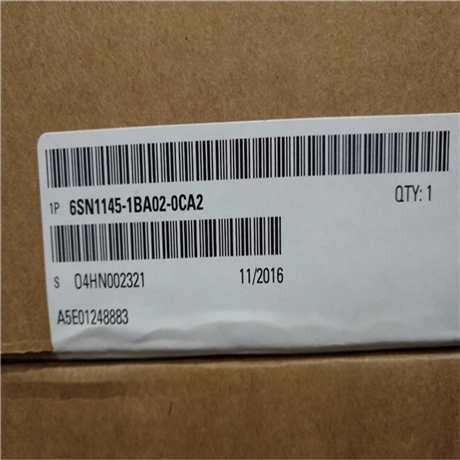 1P 6SN1145-1BA02-0CA2 QTY: 1
S O4HN002321 11/2016
A5E01248883